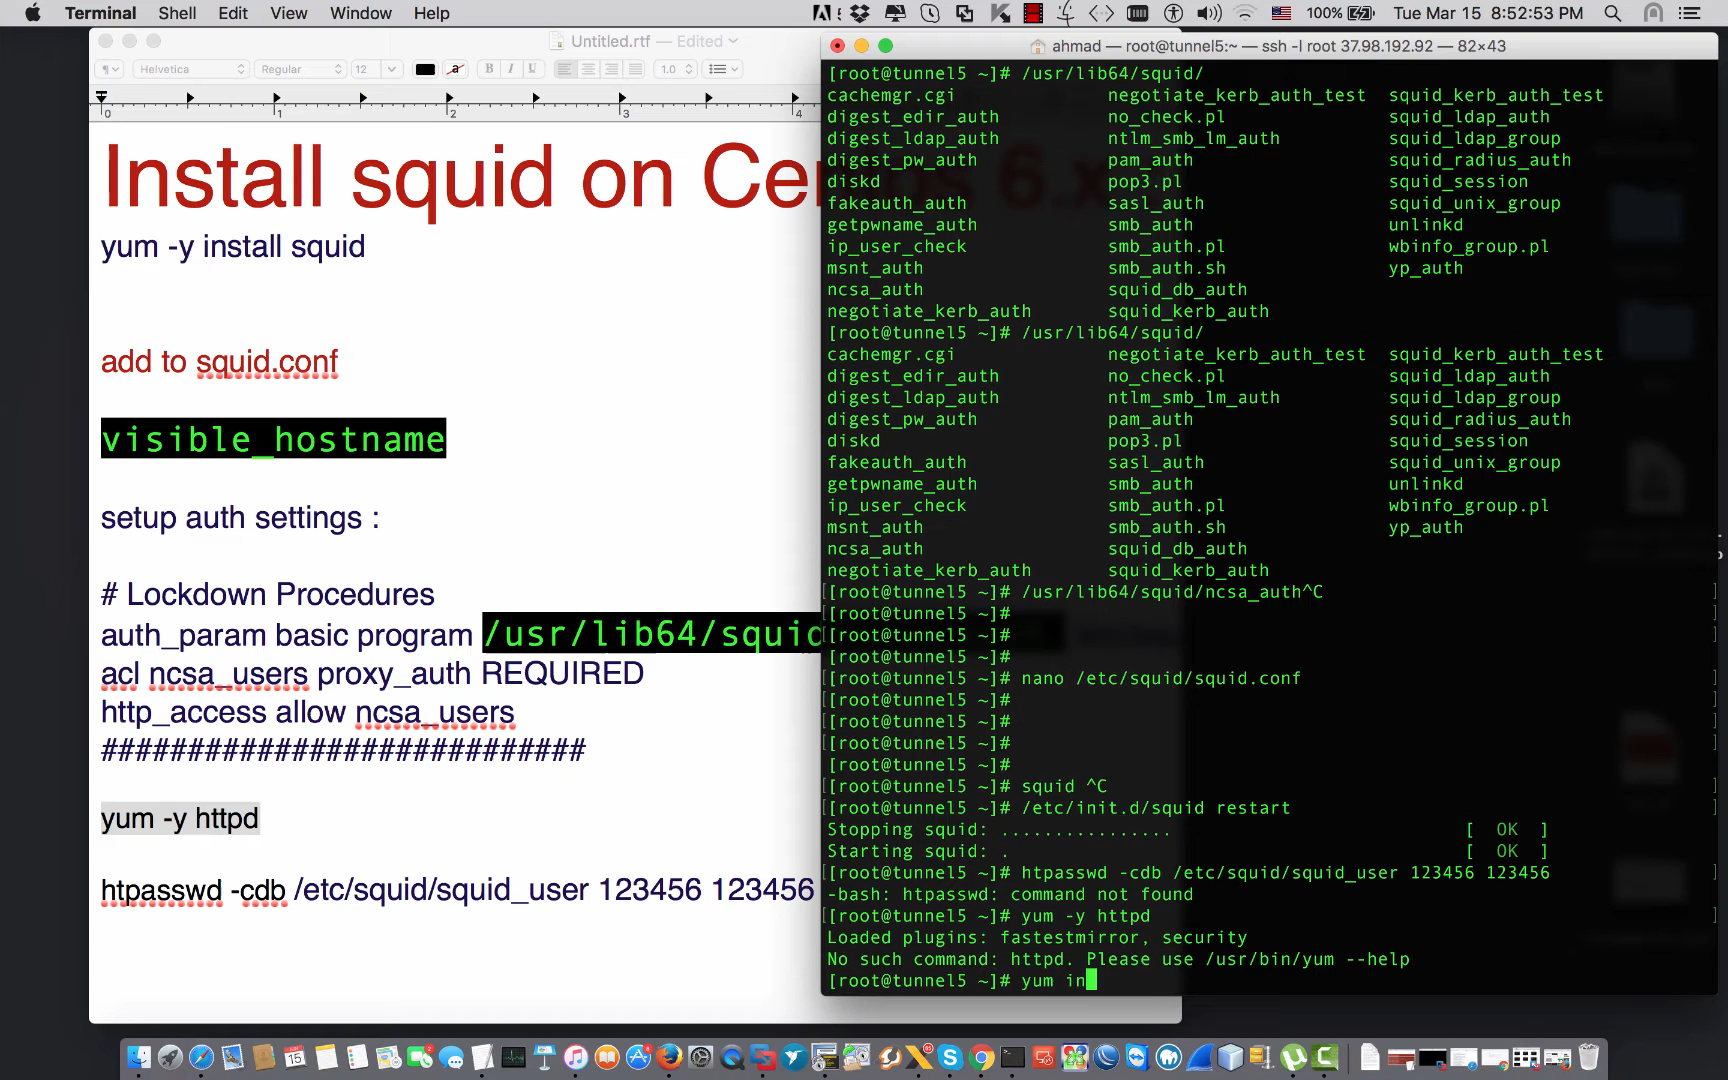 Terminal Shell Edit View Window Help
100% Tue Mar 15 8:52:53 PM
Untitled.rtf — Edited
Helvetica Regular 12 B I U 1.0
0 1 2 3 4
Install squid on Ce
yum -y install squid
add to squid.conf
visible_hostname
setup auth settings :
# Lockdown Procedures
auth_param basic program /usr/lib64/squid
acl ncsa_users proxy_auth REQUIRED
http_access allow ncsa_users
############################
yum -y httpd
htpasswd -cdb /etc/squid/squid_user 123456 123456
ahmad — root@tunnel5:~ — ssh -l root 37.98.192.92 — 82×43
[root@tunnel5 ~]# /usr/lib64/squid/
cachemgr.cgi negotiate_kerb_auth_test squid_kerb_auth_test
digest_edir_auth no_check.pl squid_ldap_auth
digest_ldap_auth ntlm_smb_lm_auth squid_ldap_group
digest_pw_auth pam_auth squid_radius_auth
diskd pop3.pl squid_session
fakeauth_auth sasl_auth squid_unix_group
getpwname_auth smb_auth unlinkd
ip_user_check smb_auth.pl wbinfo_group.pl
msnt_auth smb_auth.sh yp_auth
ncsa_auth squid_db_auth
negotiate_kerb_auth squid_kerb_auth
[root@tunnel5 ~]# /usr/lib64/squid/
cachemgr.cgi negotiate_kerb_auth_test squid_kerb_auth_test
digest_edir_auth no_check.pl squid_ldap_auth
digest_ldap_auth ntlm_smb_lm_auth squid_ldap_group
digest_pw_auth pam_auth squid_radius_auth
diskd pop3.pl squid_session
fakeauth_auth sasl_auth squid_unix_group
getpwname_auth smb_auth unlinkd
ip_user_check smb_auth.pl wbinfo_group.pl
msnt_auth smb_auth.sh yp_auth
ncsa_auth squid_db_auth
negotiate_kerb_auth squid_kerb_auth
[[root@tunnel5 ~]# /usr/lib64/squid/ncsa_auth^C ]
[[root@tunnel5 ~]# ]
[[root@tunnel5 ~]# ]
[[root@tunnel5 ~]# ]
[[root@tunnel5 ~]# nano /etc/squid/squid.conf ]
[[root@tunnel5 ~]# ]
[[root@tunnel5 ~]# ]
[[root@tunnel5 ~]# ]
[[root@tunnel5 ~]# ]
[[root@tunnel5 ~]# squid ^C ]
[[root@tunnel5 ~]# /etc/init.d/squid restart ]
Stopping squid: ................ [ OK ]
Starting squid: . [ OK ]
[[root@tunnel5 ~]# htpasswd -cdb /etc/squid/squid_user 123456 123456 ]
-bash: htpasswd: command not found
[[root@tunnel5 ~]# yum -y httpd ]
Loaded plugins: fastestmirror, security
No such command: httpd. Please use /usr/bin/yum --help
[root@tunnel5 ~]# yum in